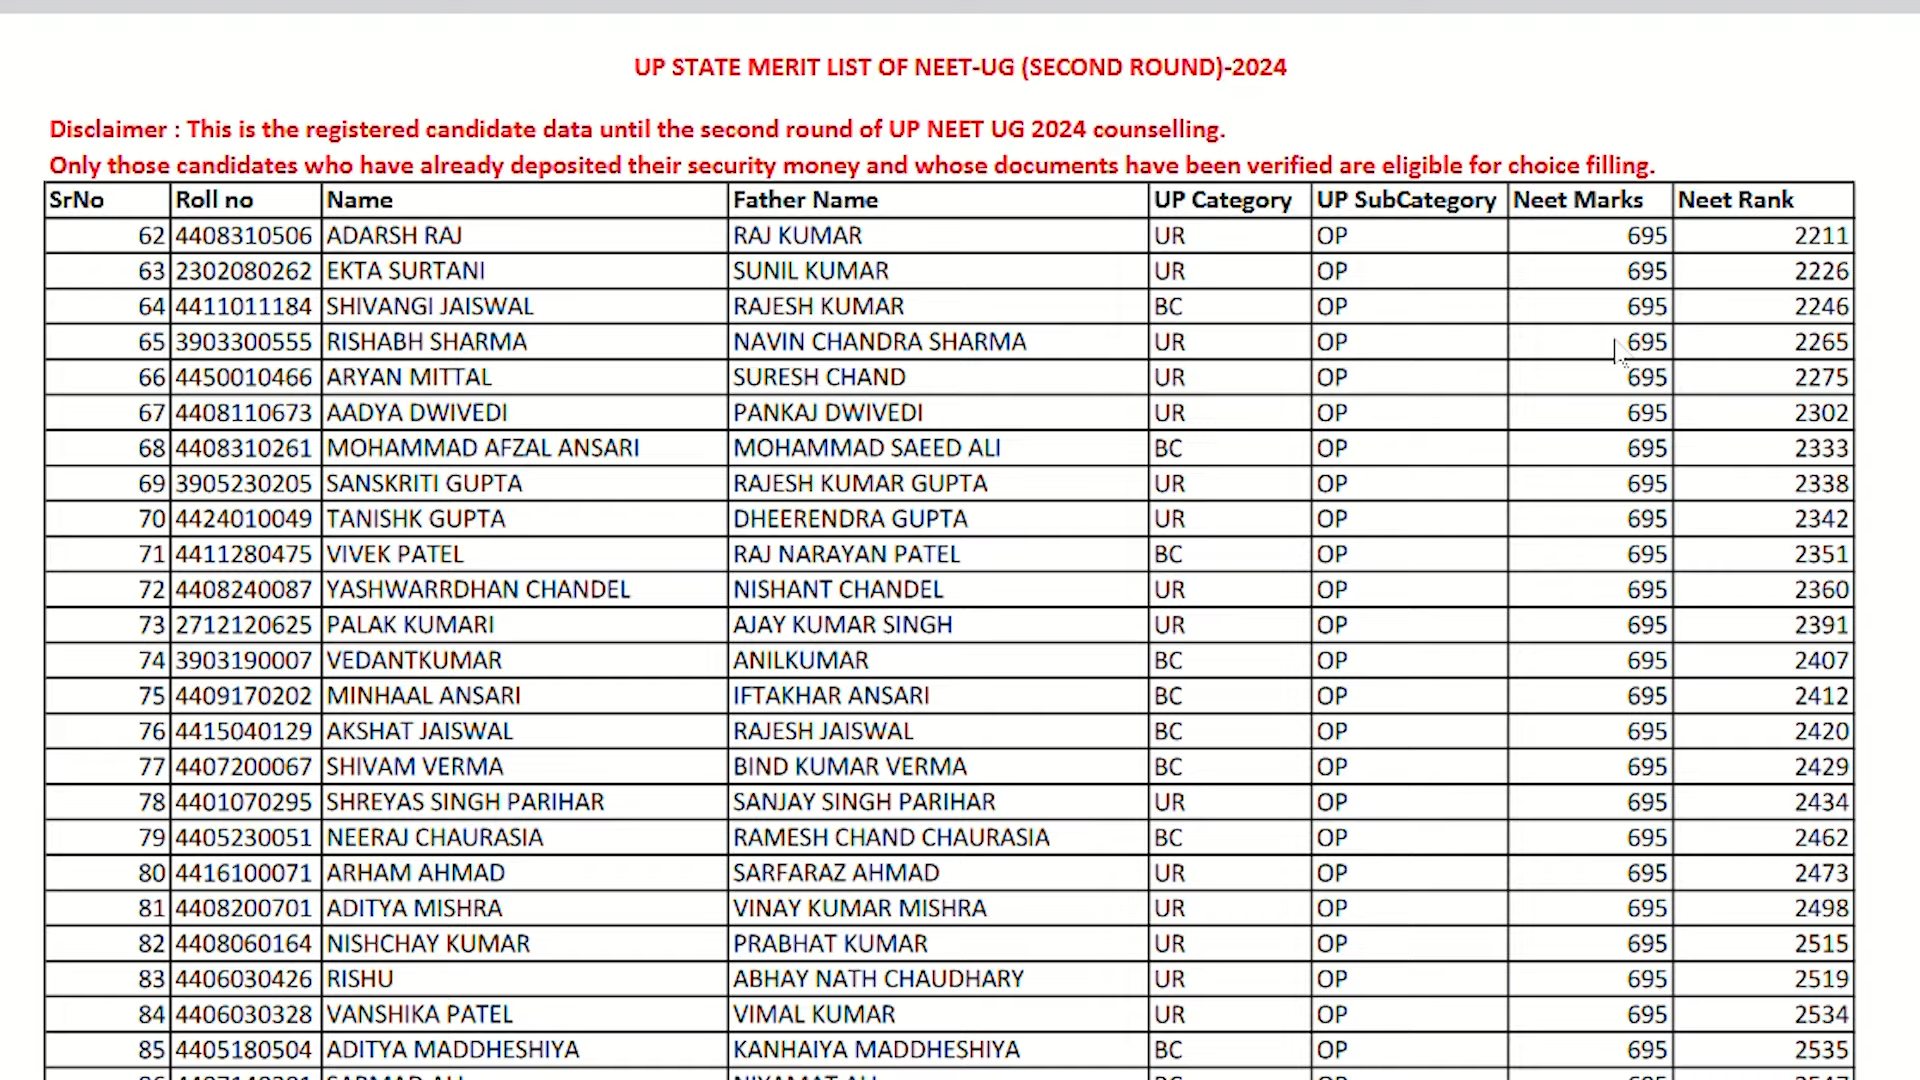 UP STATE MERIT LIST OF NEET-UG (SECOND ROUND)-2024
Disclaimer : This is the registered candidate data until the second round of UP NEET UG 2024 counselling.
Only those candidates who have already deposited their security money and whose documents have been verified are eligible for choice filling.
SrNo Roll no Name Father Name UP Category UP SubCategory Neet Marks Neet Rank
62 4408310506 ADARSH RAJ RAJ KUMAR UR OP 695 2211
63 2302080262 EKTA SURTANI SUNIL KUMAR UR OP 695 2226
64 4411011184 SHIVANGI JAISWAL RAJESH KUMAR BC OP 695 2246
65 3903300555 RISHABH SHARMA NAVIN CHANDRA SHARMA UR OP 695 2265
66 4450010466 ARYAN MITTAL SURESH CHAND UR OP 695 2275
67 4408110673 AADYA DWIVEDI PANKAJ DWIVEDI UR OP 695 2302
68 4408310261 MOHAMMAD AFZAL ANSARI MOHAMMAD SAEED ALI BC OP 695 2333
69 3905230205 SANSKRITI GUPTA RAJESH KUMAR GUPTA UR OP 695 2338
70 4424010049 TANISHK GUPTA DHEERENDRA GUPTA UR OP 695 2342
71 4411280475 VIVEK PATEL RAJ NARAYAN PATEL BC OP 695 2351
72 4408240087 YASHWARRDHAN CHANDEL NISHANT CHANDEL UR OP 695 2360
73 2712120625 PALAK KUMARI AJAY KUMAR SINGH UR OP 695 2391
74 3903190007 VEDANTKUMAR ANILKUMAR BC OP 695 2407
75 4409170202 MINHAAL ANSARI IFTAKHAR ANSARI BC OP 695 2412
76 4415040129 AKSHAT JAISWAL RAJESH JAISWAL BC OP 695 2420
77 4407200067 SHIVAM VERMA BIND KUMAR VERMA BC OP 695 2429
78 4401070295 SHREYAS SINGH PARIHAR SANJAY SINGH PARIHAR UR OP 695 2434
79 4405230051 NEERAJ CHAURASIA RAMESH CHAND CHAURASIA BC OP 695 2462
80 4416100071 ARHAM AHMAD SARFARAZ AHMAD UR OP 695 2473
81 4408200701 ADITYA MISHRA VINAY KUMAR MISHRA UR OP 695 2498
82 4408060164 NISHCHAY KUMAR PRABHAT KUMAR UR OP 695 2515
83 4406030426 RISHU ABHAY NATH CHAUDHARY UR OP 695 2519
84 4406030328 VANSHIKA PATEL VIMAL KUMAR UR OP 695 2534
85 4405180504 ADITYA MADDHESHIYA KANHAIYA MADDHESHIYA BC OP 695 2535